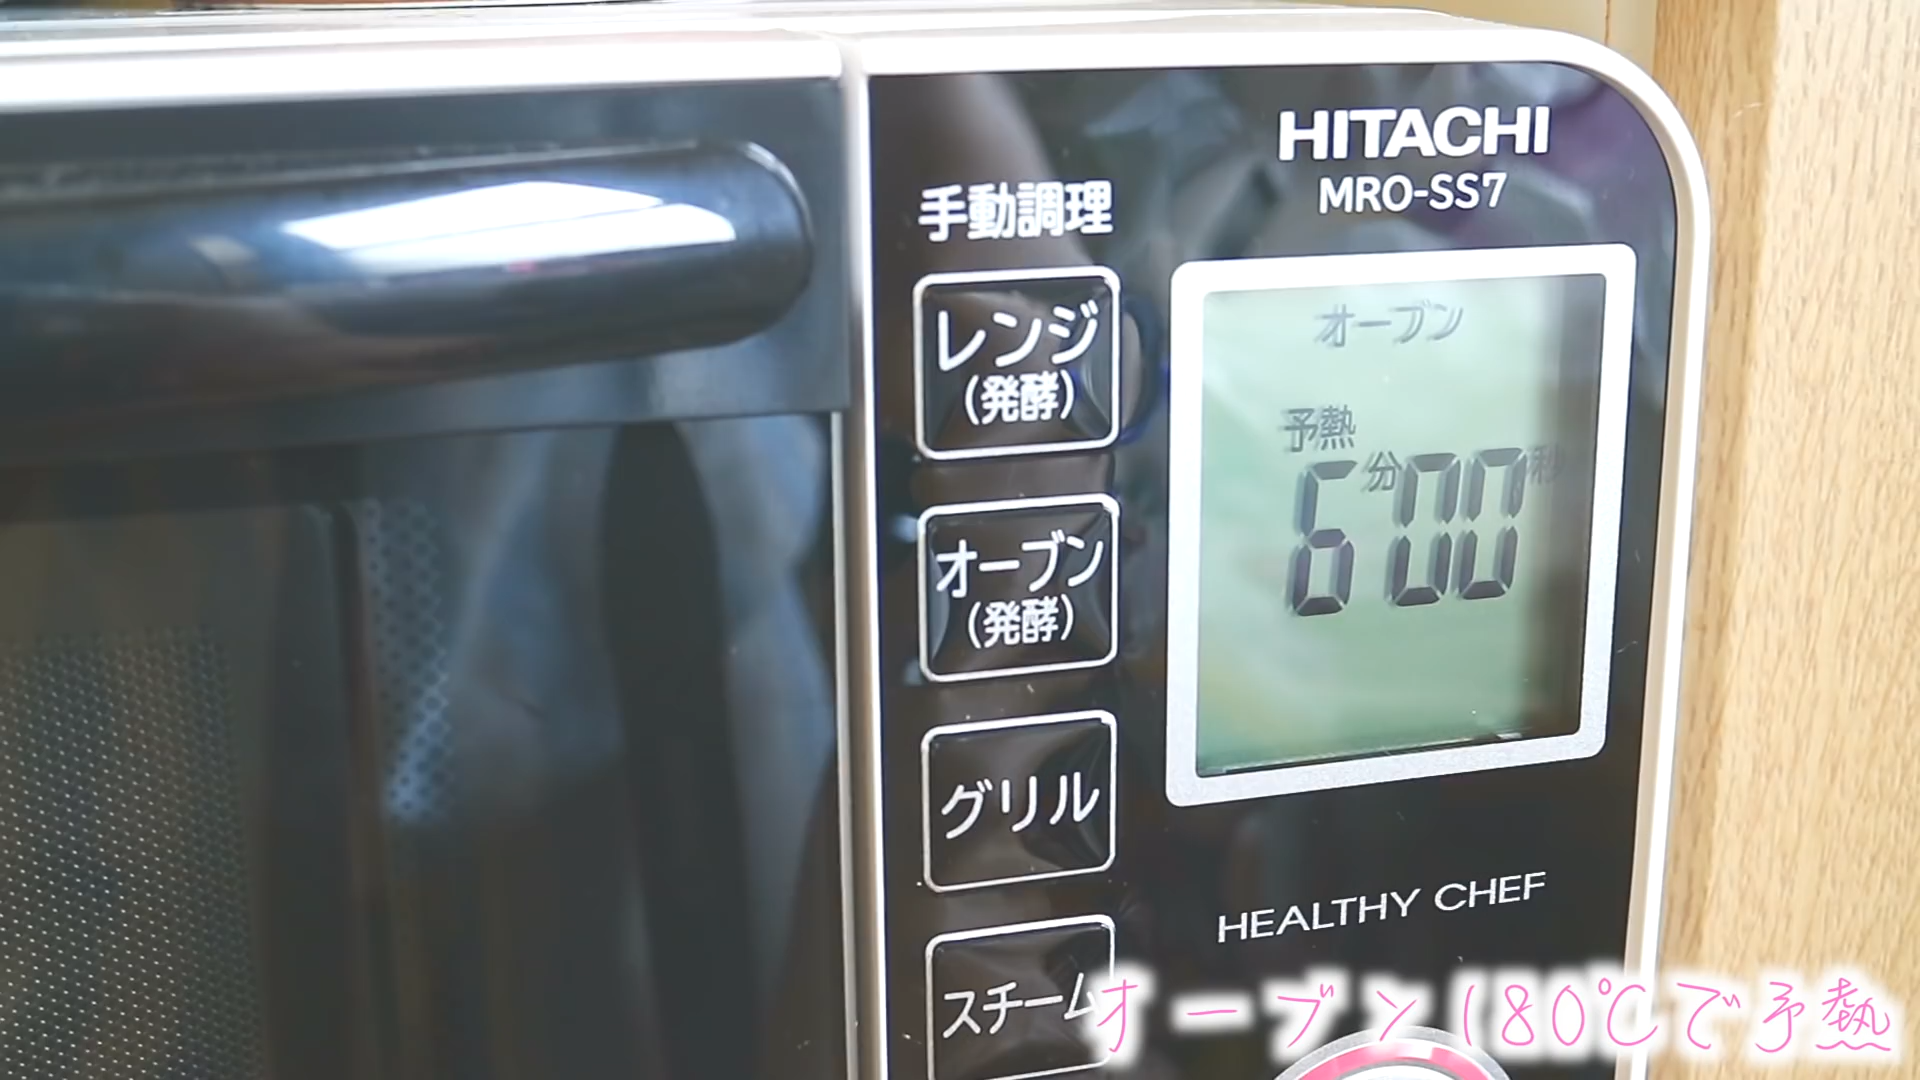 HITACHI
MRO-SS7
手動調理
レンジ
(発酵)
オーブン
(発酵)
グリル
スチーム
オーブン
予熱
6分00秒
HEALTHY CHEF
オーブン180℃で予熱